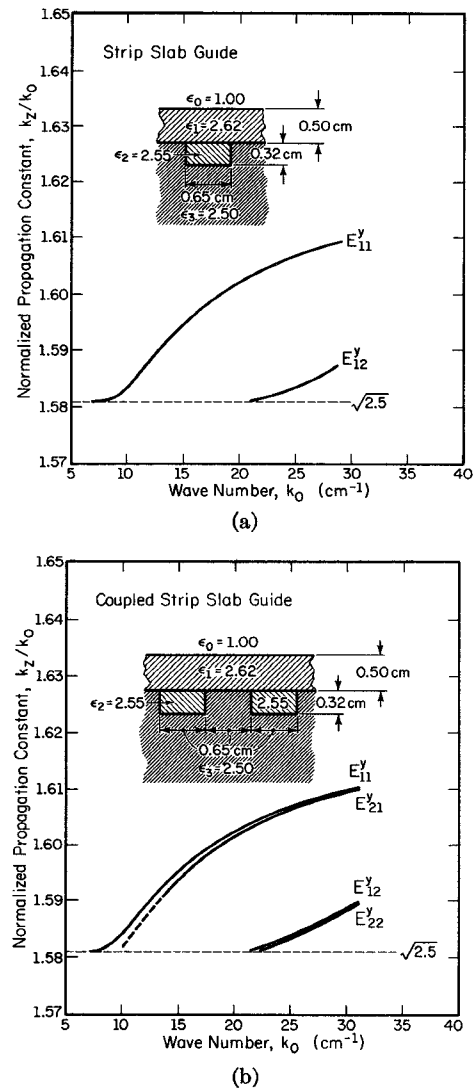 1.65
1.64
1.63
1.62
1.61
1.60
1.59
1.58
1.57
Normalized Propagation Constant, k_z/k_0
Strip Slab Guide
ϵ₀ = 1.00
ϵ₁ = 2.62
0.50 cm
ϵ₂ = 2.55
0.32 cm
0.65 cm
ϵ₃ = 2.50
E₁₁ʸ
E₁₂ʸ
√2.5
5 10 15 20 25 30 35 40
Wave Number, k₀ (cm⁻¹)
(a)
1.65
1.64
1.63
1.62
1.61
1.60
1.59
1.58
1.57
Normalized Propagation Constant, k_z/k_0
Coupled Strip Slab Guide
ϵ₀ = 1.00
ϵ₁ = 2.62
0.50 cm
ϵ₂ = 2.55
2.55
0.32 cm
0.65 cm
ϵ₃ = 2.50
E₁₁ʸ
E₂₁ʸ
E₁₂ʸ
E₂₂ʸ
√2.5
5 10 15 20 25 30 35 40
Wave Number, k₀ (cm⁻¹)
(b)